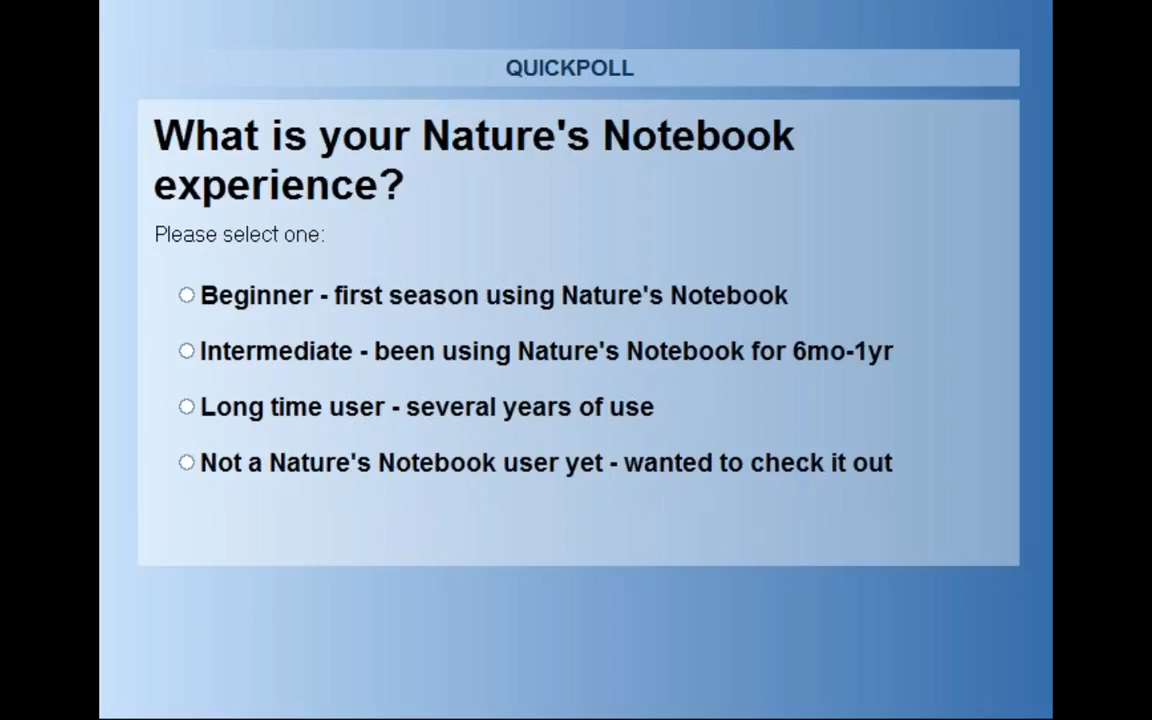 QUICKPOLL
What is your Nature's Notebook
experience?
Please select one:
Beginner - first season using Nature's Notebook
Intermediate - been using Nature's Notebook for 6mo-1yr
Long time user - several years of use
Not a Nature's Notebook user yet - wanted to check it out